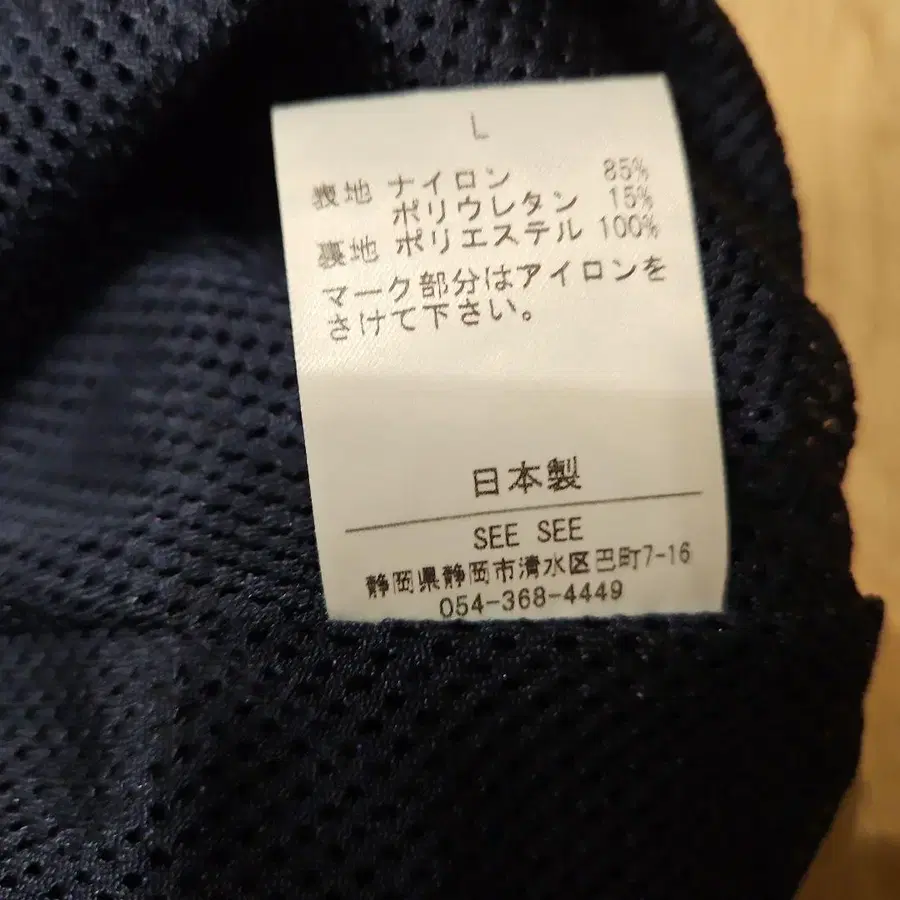 L
表地 ナイロン 85%
ポリウレタン 15%
裏地 ポリエステル 100%
マーク部分はアイロンを
さけて下さい。
日本製
SEE SEE
静岡県静岡市清水区巴町7-16
054-368-4449